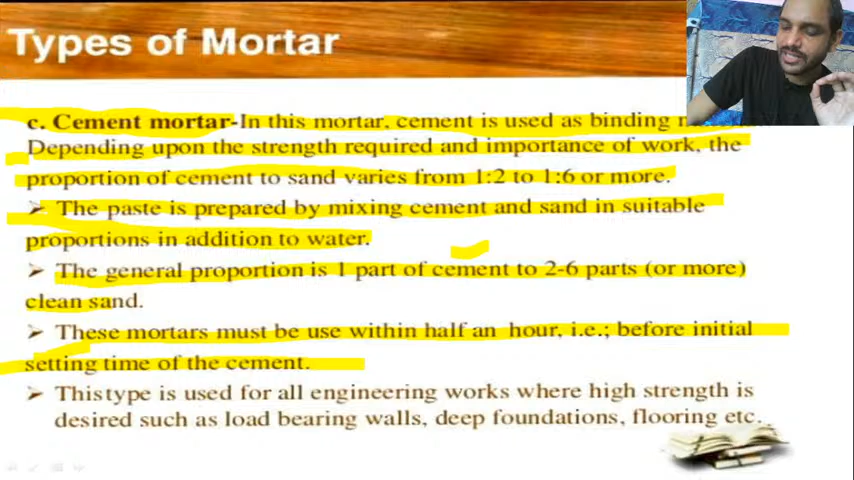 Types of Mortar
c. Cement mortar-In this mortar, cement is used as binding
Depending upon the strength required and importance of work, the
proportion of cement to sand varies from 1:2 to 1:6 or more.
➤ The paste is prepared by mixing cement and sand in suitable
proportions in addition to water.
➤ The general proportion is 1 part of cement to 2-6 parts (or more)
clean sand.
➤ These mortars must be use within half an hour, i.e.; before initial
setting time of the cement.
➤ This type is used for all engineering works where high strength is
desired such as load bearing walls, deep foundations, flooring etc.